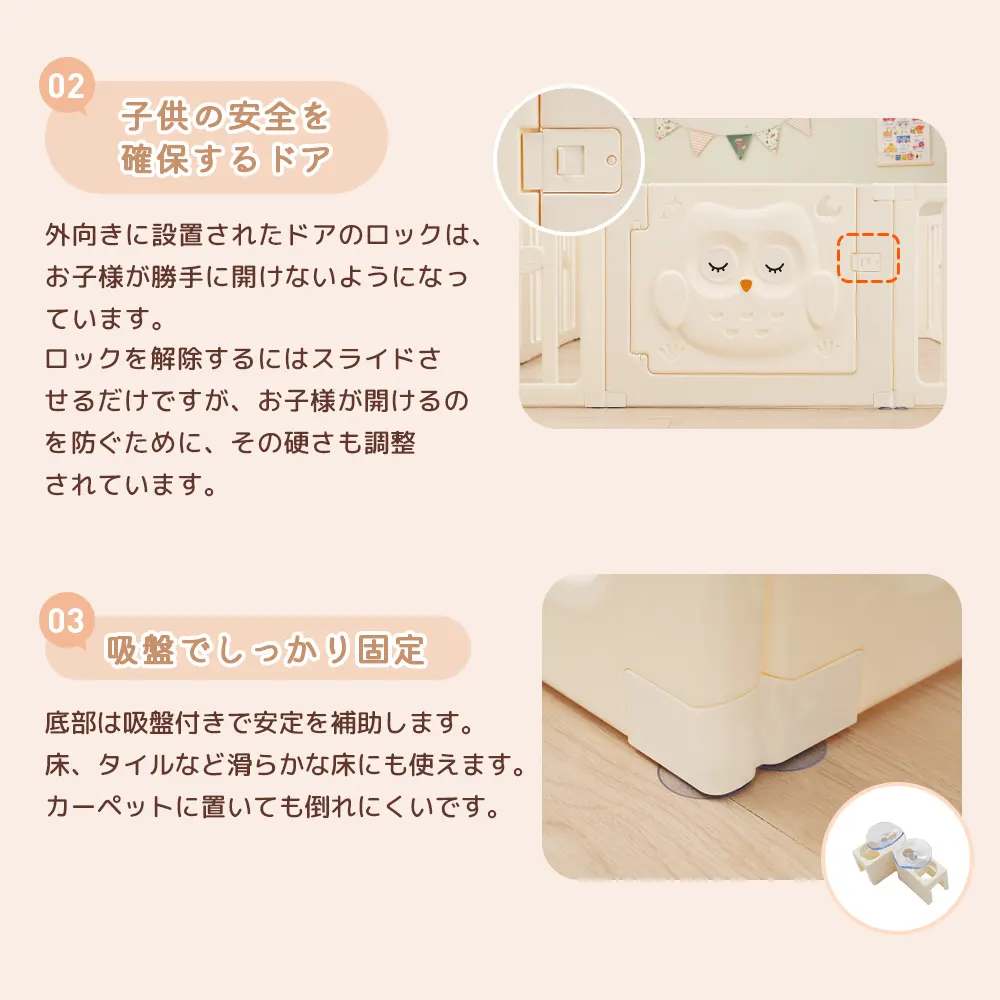 02
子供の安全を
確保するドア
外向きに設置されたドアのロックは、
お子様が勝手に開けないようになっ
ています。
ロックを解除するにはスライドさ
せるだけですが、お子様が開けるの
を防ぐために、その硬さも調整
されています。
03
吸盤でしっかり固定
底部は吸盤付きで安定を補助します。
床、タイルなど滑らかな床にも使えます。
カーペットに置いても倒れにくいです。